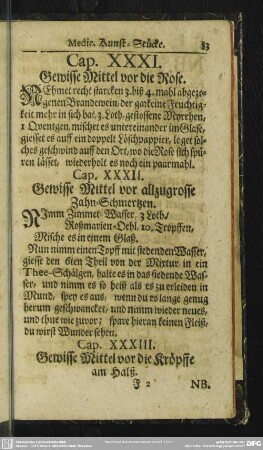 Medic. Kunst-Stücke. 83
Cap. XXXI.
Gewisse Mittel vor die Rose.
NEhmet recht starcken 3. biß 4. mahl abgezo-
genen Brandewein, der gar keine Feuchtig-
keit mehr in sich hat, 3. Loth, gestossene Myrrhen,
1 Qventgen, mischet es untereinander im Glase,
giesset es auff ein doppelt Löschpappier, leget sol-
ches geschwind auff den Ort, wo die Rose sich spü-
ren lässet, wiederholt es noch ein paarmahl.
Cap. XXXII.
Gewisse Mittel vor allzugrosse
Zahn-Schmertzen.
NImm Zimmet-Wasser, 3 Loth/
Roßmarien-Oehl, 10. Tropffen,
Mische es in einem Glaß.
Nun nimm einen Topff mit siedenden Wasser,
giesse den 6ten Theil von der Mixtur in ein
Thee-Schälgen, halte es in das siedende Was-
ser, und nimm es so heiß als es zu erleiden in
Mund, spey es aus, wenn du es lange genug
herum geschwancket, und nimm wieder neues,
und thue wie zuvor; spare hieran keinen Fleiß,
du wirst Wunder sehen.
Cap. XXXIII.
Gewisse Mittel vor die Kröpffe
am Halß.
F 2 NB.